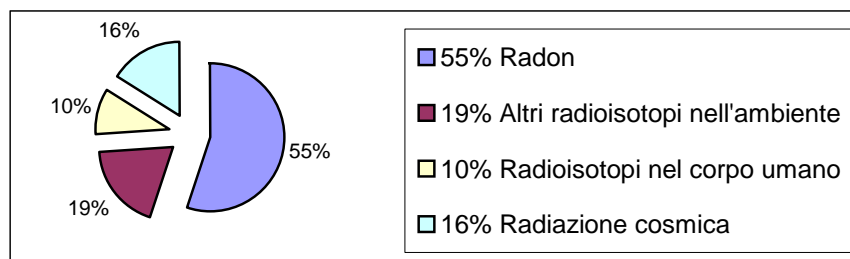 16%
10%
19%
55%
55% Radon
19% Altri radioisotopi nell'ambiente
10% Radioisotopi nel corpo umano
16% Radiazione cosmica